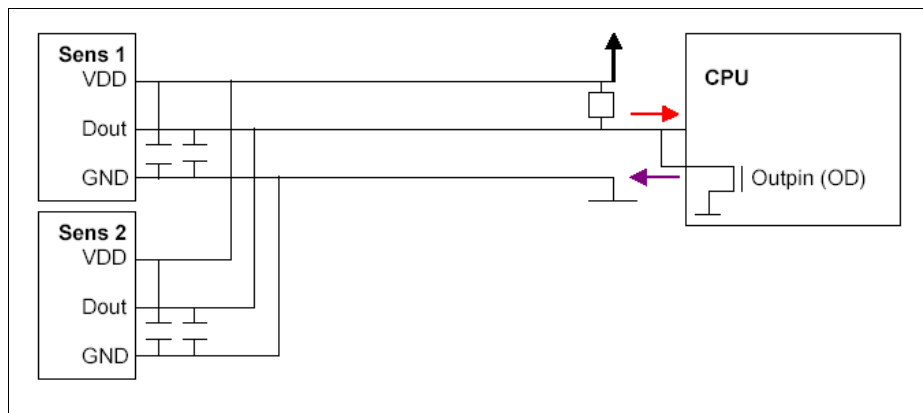 Sens 1
VDD
Dout
GND
Sens 2
VDD
Dout
GND
CPU
Outpin (OD)